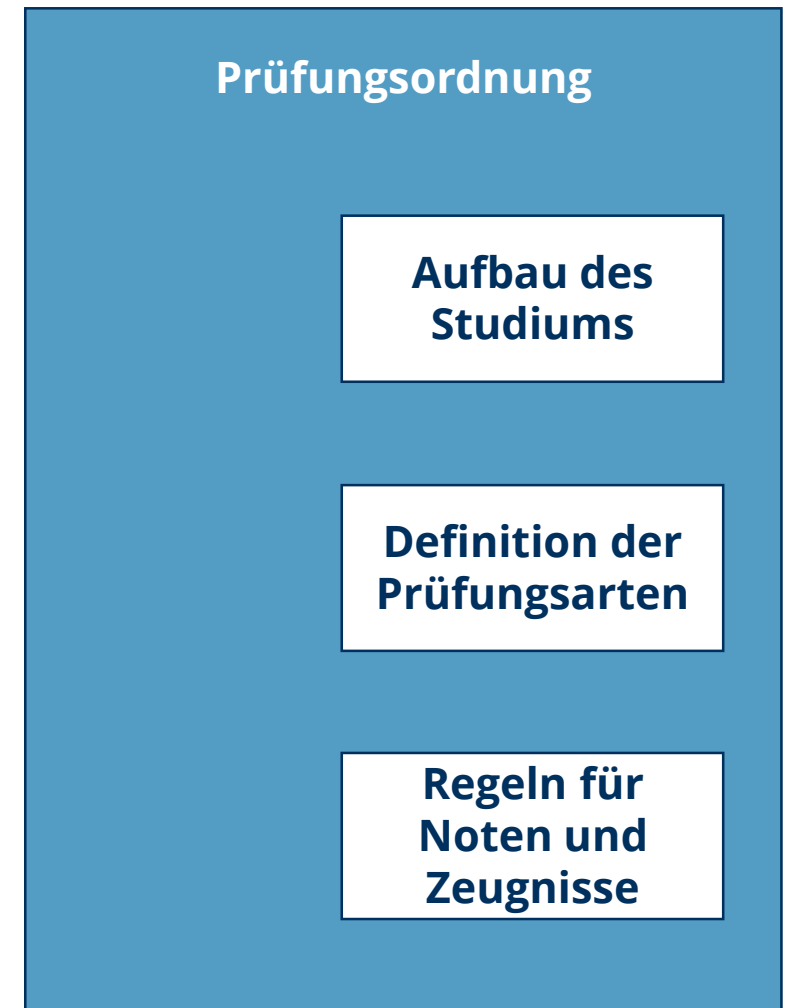 Prüfungsordnung
Aufbau des
Studiums
Definition der
Prüfungsarten
Regeln für
Noten und
Zeugnisse